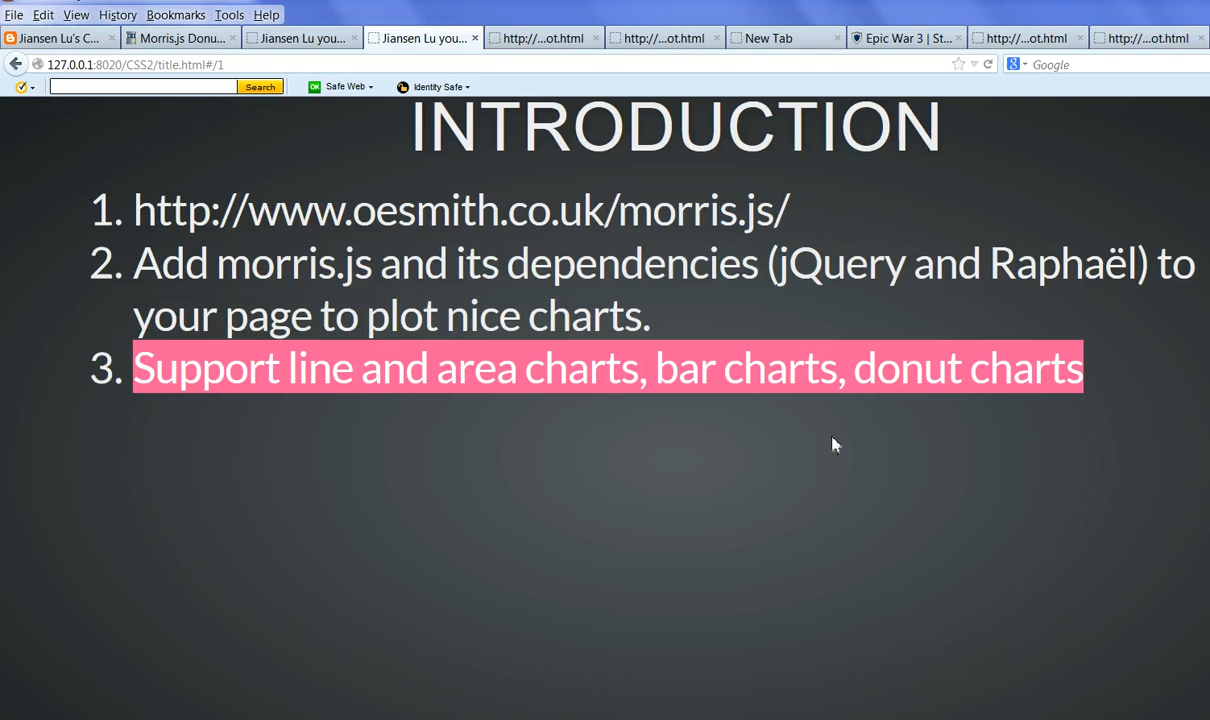 File Edit View History Bookmarks Tools Help
Jiansen Lu's C... Morris.js Donu... Jiansen Lu you... Jiansen Lu you... http://...ot.html http://...ot.html New Tab Epic War 3 | St... http://...ot.html http://...ot.html
127.0.0.1:8020/CSS2/title.html#/1 Google
Search Safe Web Identity Safe
INTRODUCTION
1. http://www.oesmith.co.uk/morris.js/
2. Add morris.js and its dependencies (jQuery and Raphaël) to
your page to plot nice charts.
3. Support line and area charts, bar charts, donut charts